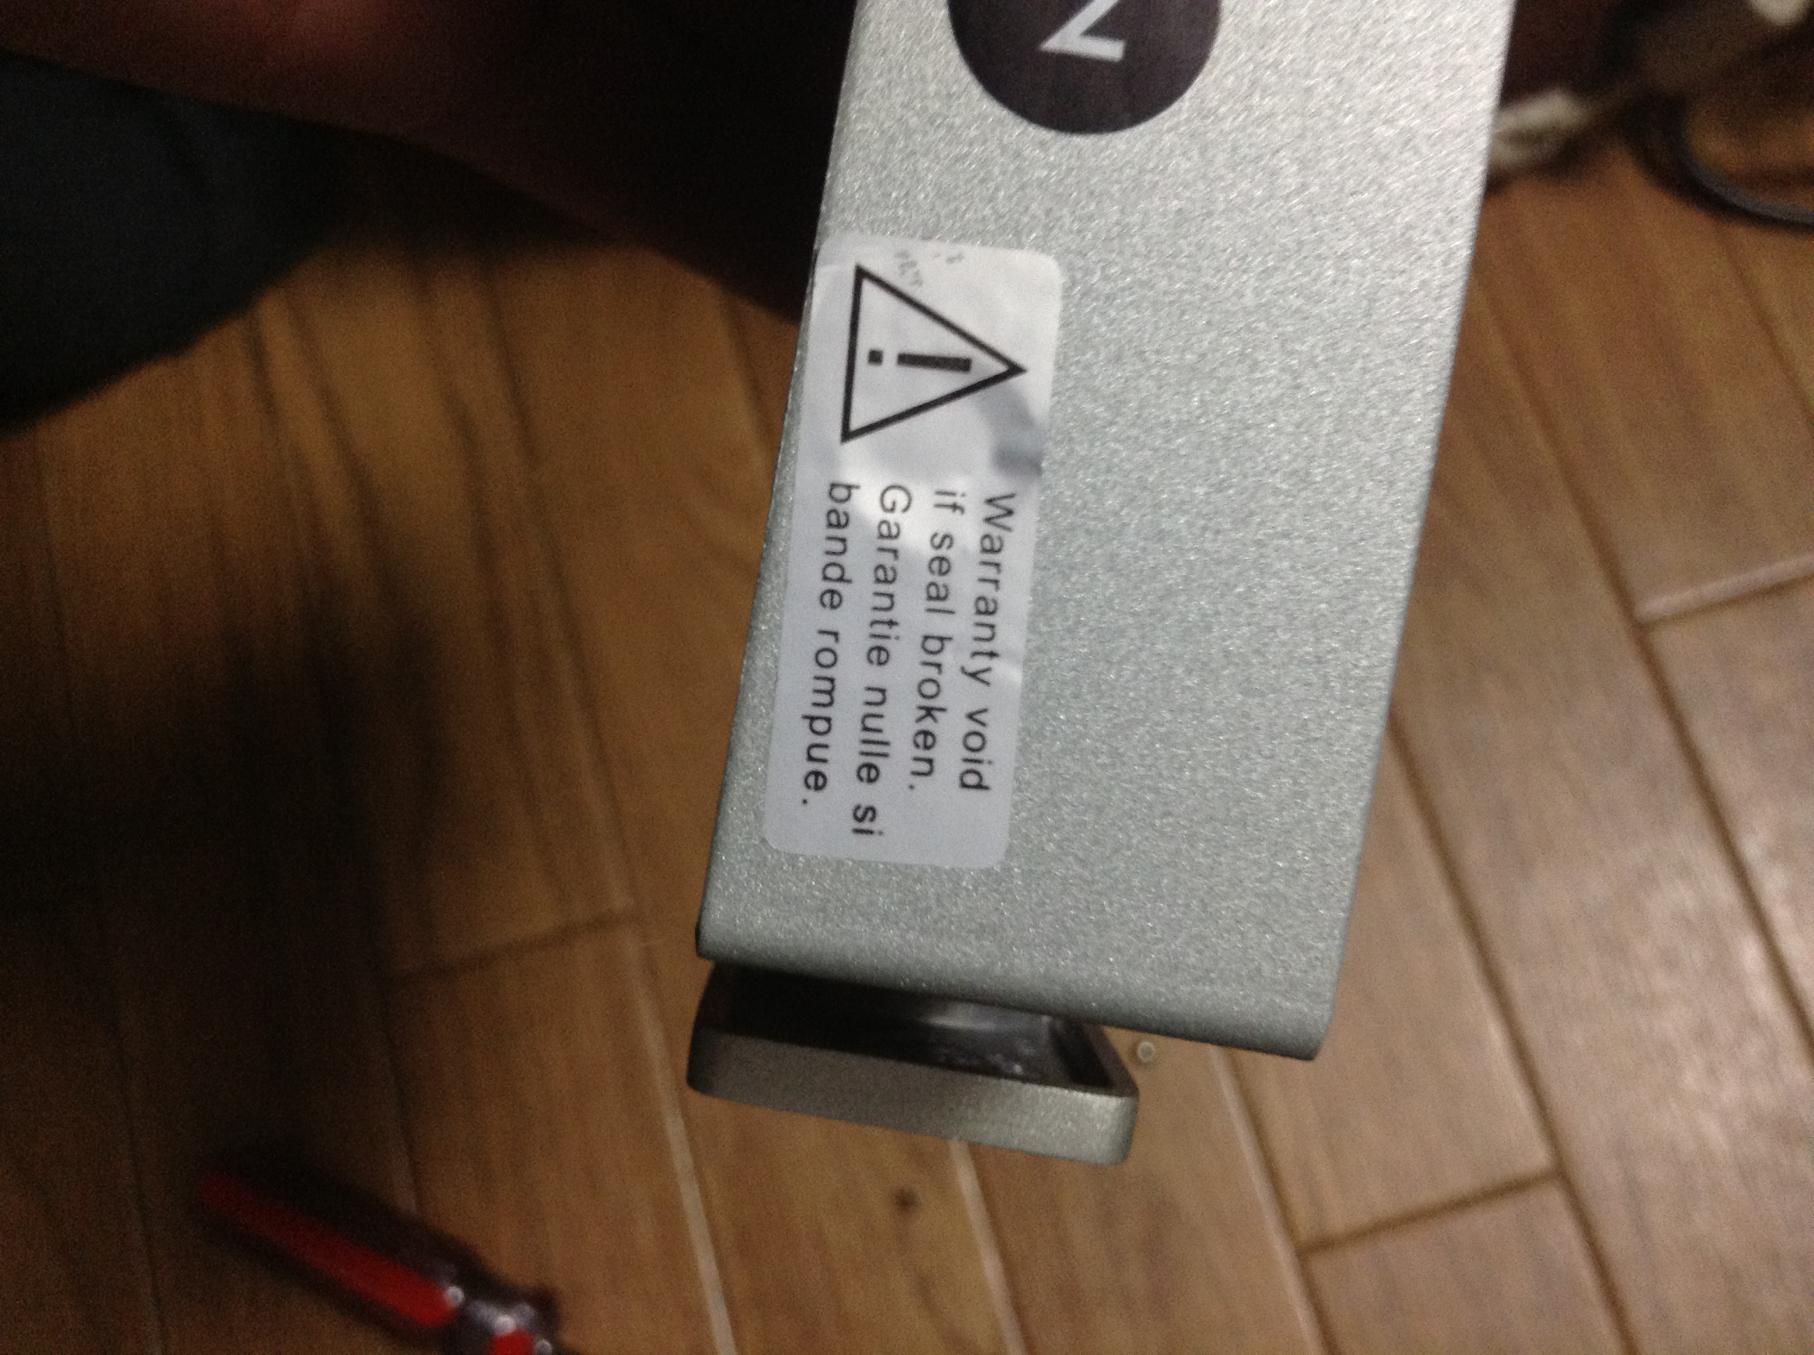 Warranty void
if seal broken.
Garantie nulle si
bande rompue.